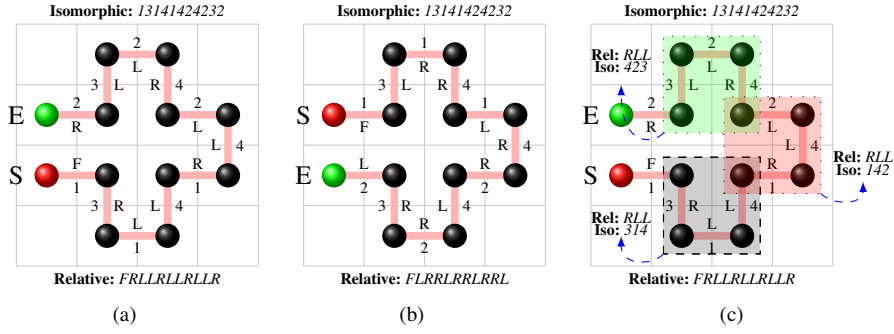 Isomorphic: 13141424232
2
L
3 L R 4
E 2 2
R L
L 4
S F R
1 1
3 R L 4
L
1
Relative: FRLLRLLRLLR
(a)
Isomorphic: 13141424232
1
R
3 L R 4
S 1 1
F L
R 4
E L R
2 2
3 R L 4
R
2
Relative: FLRRLRRLRRL
(b)
Isomorphic: 13141424232
2
L
Rel: RLL
Iso: 423
3 L R 4
E 2 2
R L
L 4
Rel: RLL
Iso: 142
S F R
1 1
Rel: RLL
Iso: 314
3 R L 4
L
1
Relative: FRLLRLLRLLR
(c)